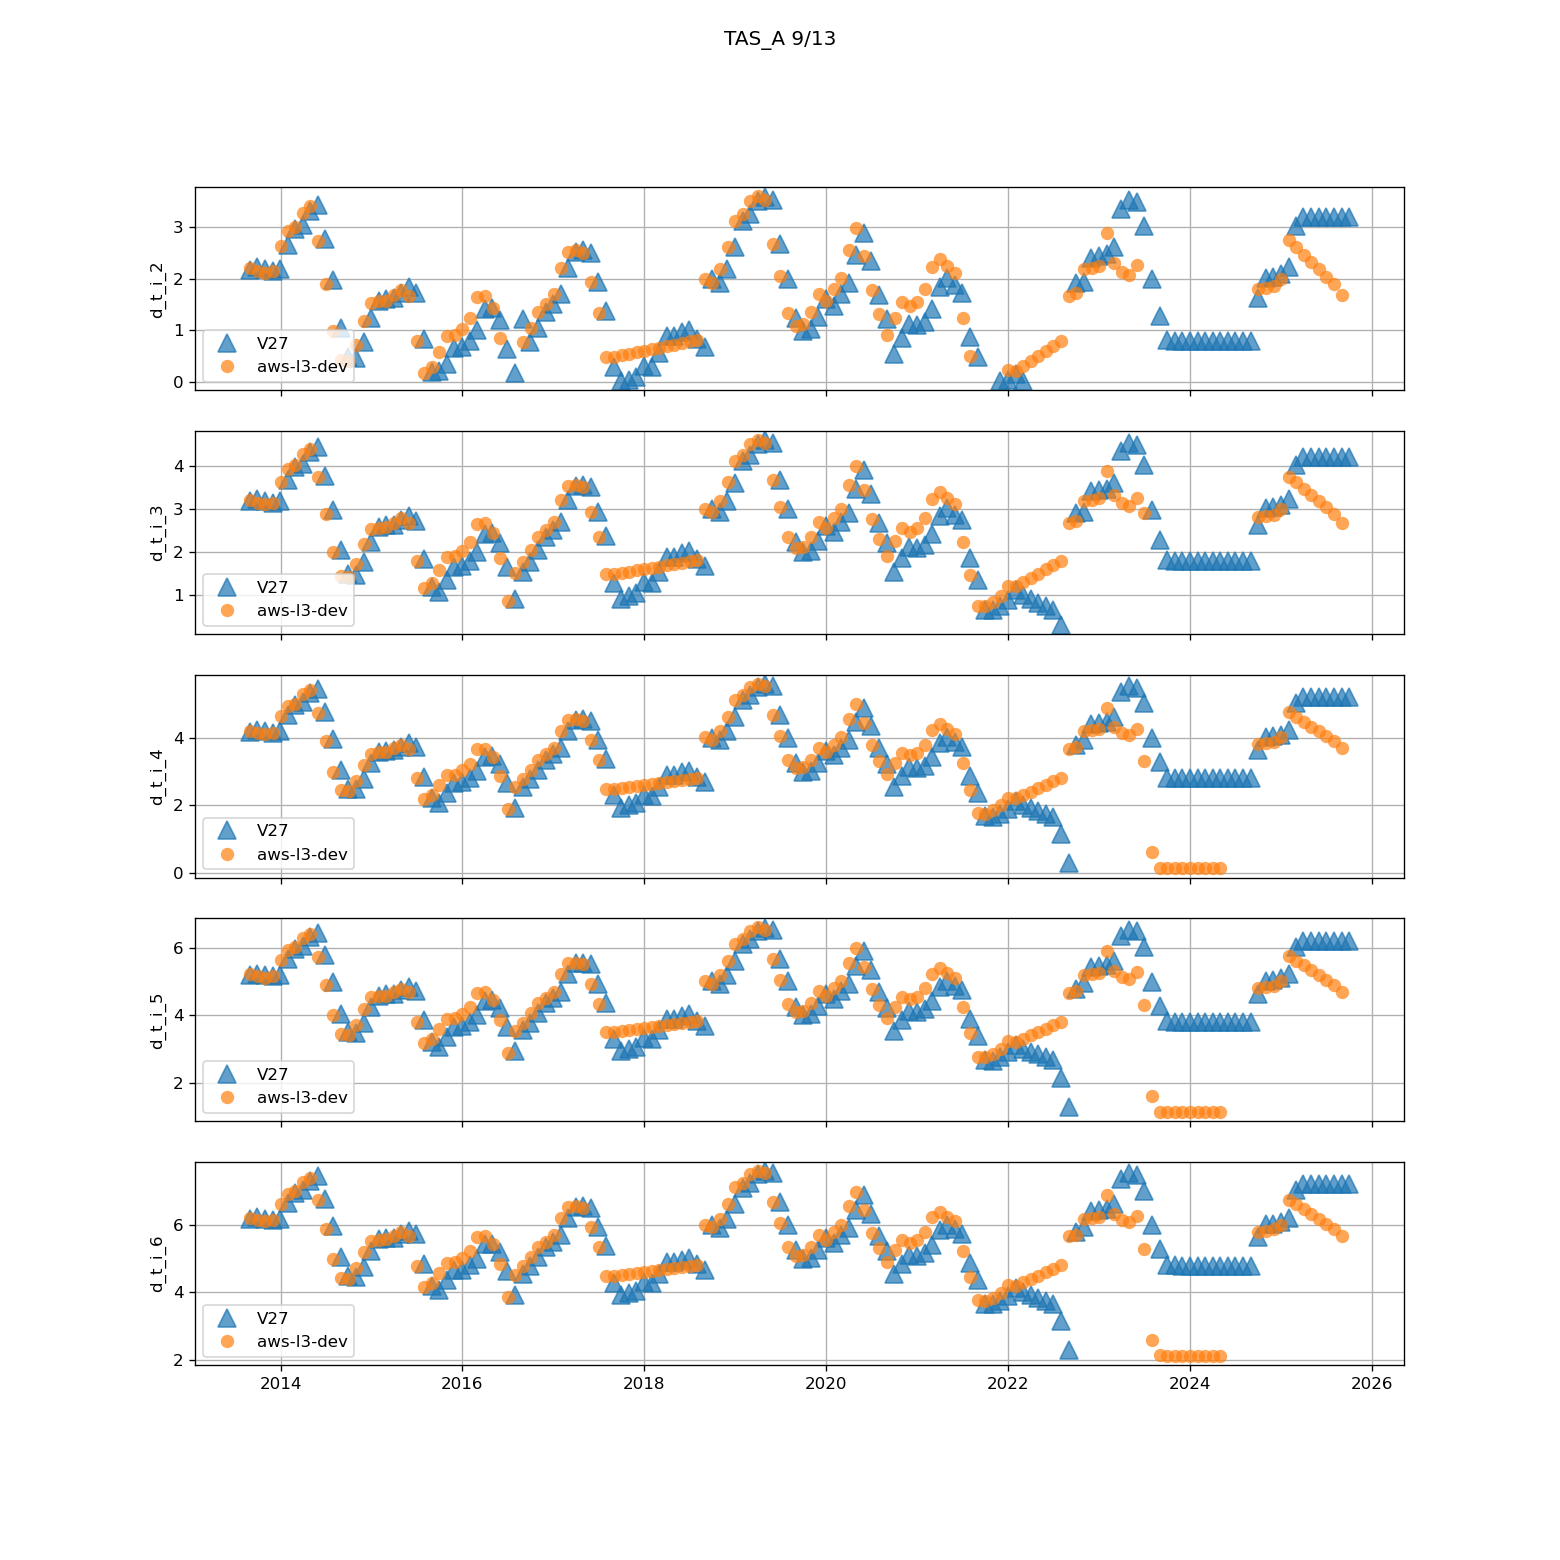 TAS_A 9/13
3
2
1
0
d_t_i_2
V27
aws-l3-dev
4
3
2
1
d_t_i_3
V27
aws-l3-dev
4
2
0
d_t_i_4
V27
aws-l3-dev
6
4
2
d_t_i_5
V27
aws-l3-dev
6
4
2
d_t_i_6
V27
aws-l3-dev
2014 2016 2018 2020 2022 2024 2026